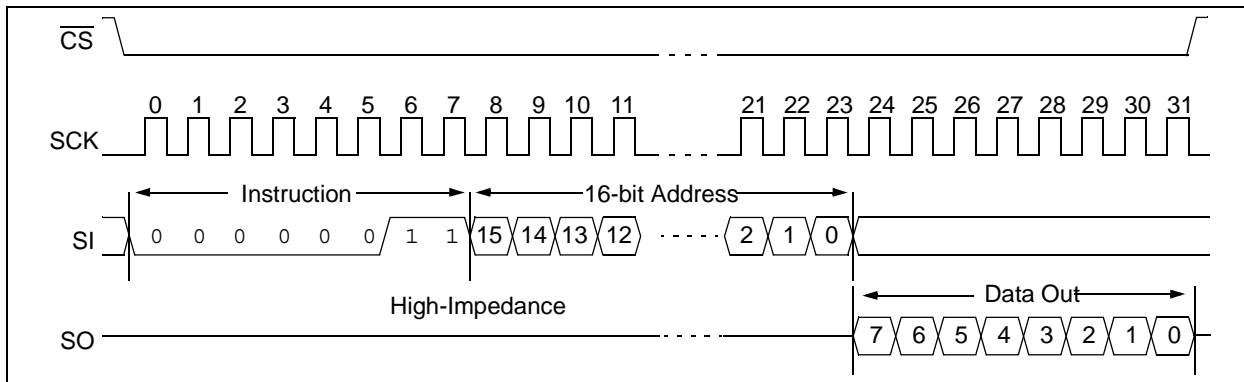 CS
0 1 2 3 4 5 6 7 8 9 10 11 21 22 23 24 25 26 27 28 29 30 31
SCK
Instruction 16-bit Address
SI 0 0 0 0 0 0 1 1 15 14 13 12 2 1 0
High-Impedance Data Out
SO 7 6 5 4 3 2 1 0